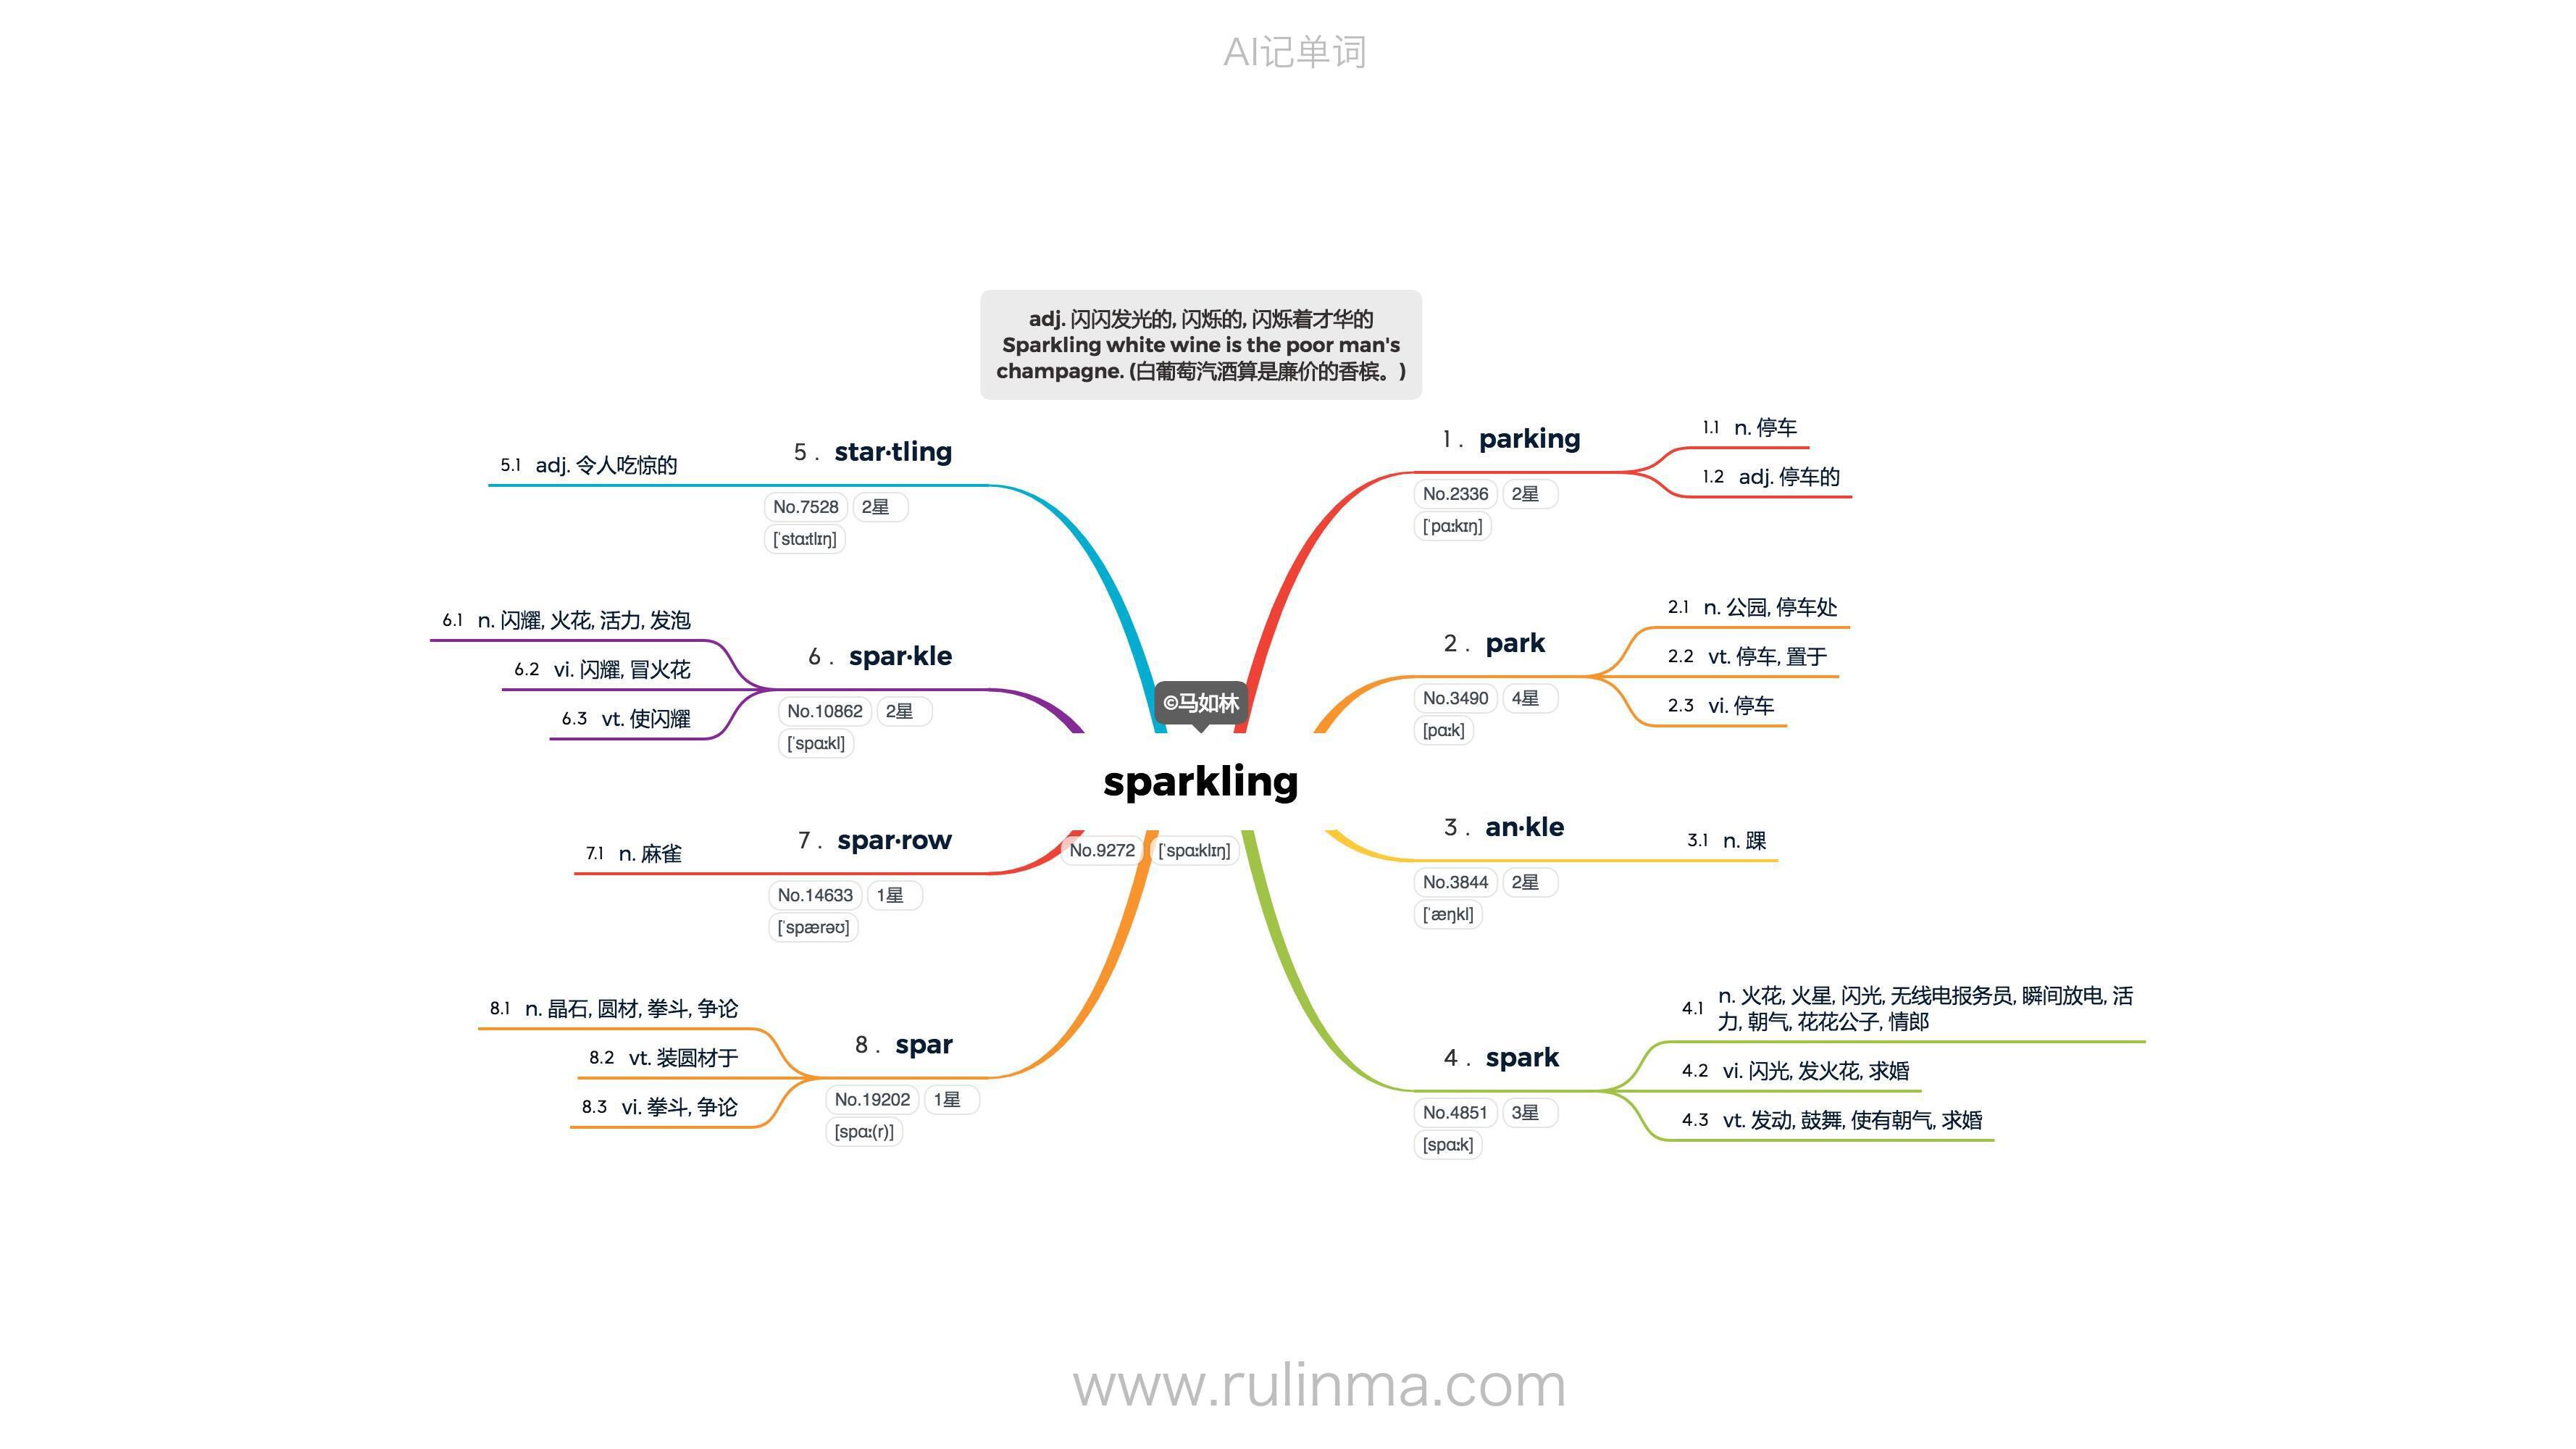 AI记单词
adj. 闪闪发光的, 闪烁的, 闪烁着才华的
Sparkling white wine is the poor man's
champagne. (白葡萄汽酒算是廉价的香槟。)
©马如林
sparkling
No.9272 [ˈspɑːklɪŋ]
1 . parking
No.2336 2星
[ˈpɑːkɪŋ]
1.1 n. 停车
1.2 adj. 停车的
2 . park
No.3490 4星
[pɑːk]
2.1 n. 公园, 停车处
2.2 vt. 停车, 置于
2.3 vi. 停车
3 . an·kle
No.3844 2星
[ˈæŋkl]
3.1 n. 踝
4 . spark
No.4851 3星
[spɑːk]
4.1 n. 火花, 火星, 闪光, 无线电报务员, 瞬间放电, 活
力, 朝气, 花花公子, 情郎
4.2 vi. 闪光, 发火花, 求婚
4.3 vt. 发动, 鼓舞, 使有朝气, 求婚
5 . star·tling
No.7528 2星
[ˈstɑːtlɪŋ]
5.1 adj. 令人吃惊的
6 . spar·kle
No.10862 2星
[ˈspɑːkl]
6.1 n. 闪耀, 火花, 活力, 发泡
6.2 vi. 闪耀, 冒火花
6.3 vt. 使闪耀
7 . spar·row
No.14633 1星
[ˈspærəʊ]
7.1 n. 麻雀
8 . spar
No.19202 1星
[spɑː(r)]
8.1 n. 晶石, 圆材, 拳斗, 争论
8.2 vt. 装圆材于
8.3 vi. 拳斗, 争论
www.rulinma.com